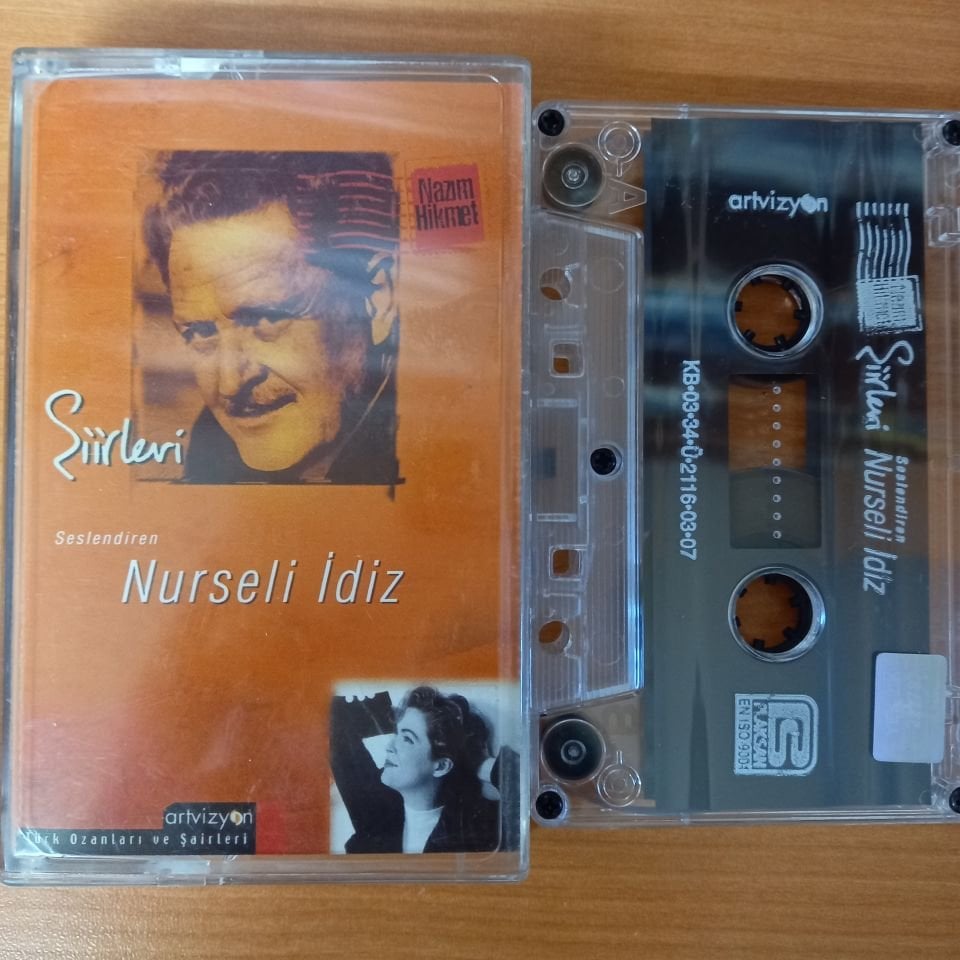 Nazım
Hikmet
Şiirleri
Seslendiren
Nurseli İdiz
artvizyon
Türk Ozanları ve Şairleri
artvizyon
Şiirleri
Seslendiren
Nurseli İdiz
KB•03•34•Ü•2116•03•07
A
PLAKSAN
EN ISO 9001